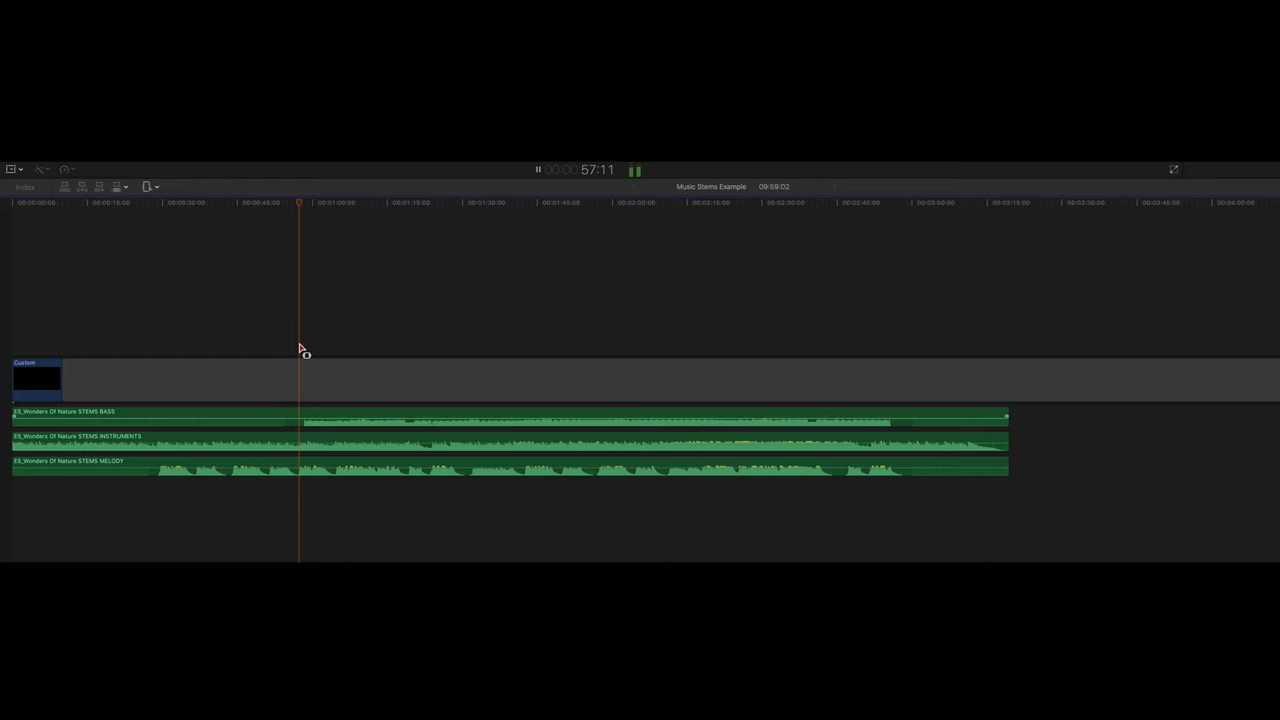 00:00:00 57:11
Index
Music Stems Example 09:59:02
00:00:00:00 00:00:15:00 00:00:30:00 00:00:45:00 00:01:00:00 00:01:15:00 00:01:30:00 00:01:45:00 00:02:00:00 00:02:15:00 00:02:30:00 00:02:45:00 00:03:00:00 00:03:15:00 00:03:30:00 00:03:45:00 00:04:00:00
Custom
ES_Wonders Of Nature STEMS BASS
ES_Wonders Of Nature STEMS INSTRUMENTS
ES_Wonders Of Nature STEMS MELODY